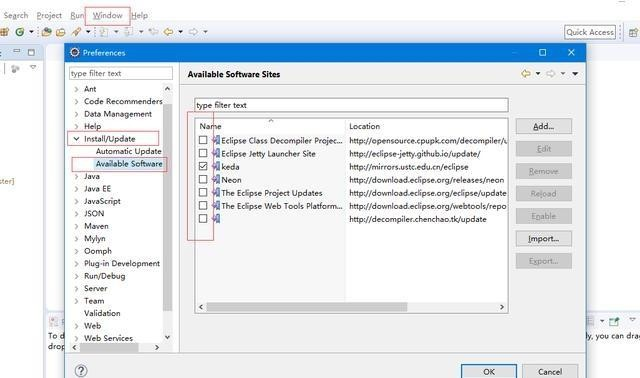 Search Project Run Window Help
Quick Access
Preferences
type filter text
Available Software Sites
Ant
Code Recommenders
Data Management
Help
Install/Update
Automatic Update
Available Software
Java
Java EE
JavaScript
JSON
Maven
Mylyn
Oomph
Plug-in Development
Run/Debug
Server
Team
Validation
Web
Web Services
type filter text
Name Location
Eclipse Class Decompiler Projec... http://opensource.cpupk.com/decompiler/u
Eclipse Jetty Launcher Site http://eclipse-jetty.github.io/update/
keda http://mirrors.ustc.edu.cn/eclipse
Neon http://download.eclipse.org/releases/neon
The Eclipse Project Updates http://download.eclipse.org/eclipse/update
The Eclipse Web Tools Platform... http://download.eclipse.org/webtools/repo
http://decompiler.chenchao.tk/update
Add...
Edit
Remove
Reload
Enable
Import...
Export...
ster]
To d
drop
ly, you can drag
OK Cancel